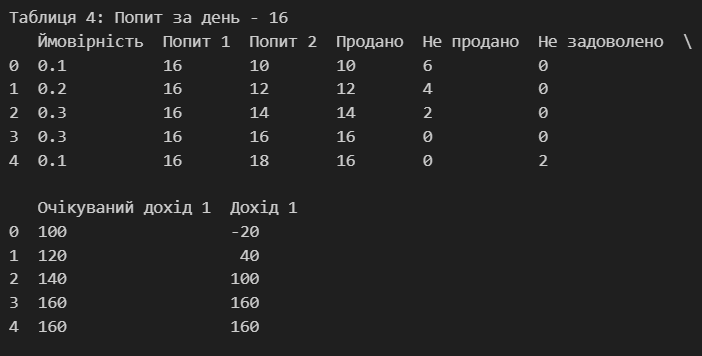 Таблиця 4: Попит за день - 16
   Ймовірність  Попит 1  Попит 2  Продано  Не продано  Не задоволено  \
0  0.1          16       10       10       6           0
1  0.2          16       12       12       4           0
2  0.3          16       14       14       2           0
3  0.3          16       16       16       0           0
4  0.1          16       18       16       0           2

   Очікуваний дохід 1  Дохід 1
0  100                 -20
1  120                  40
2  140                 100
3  160                 160
4  160                 160